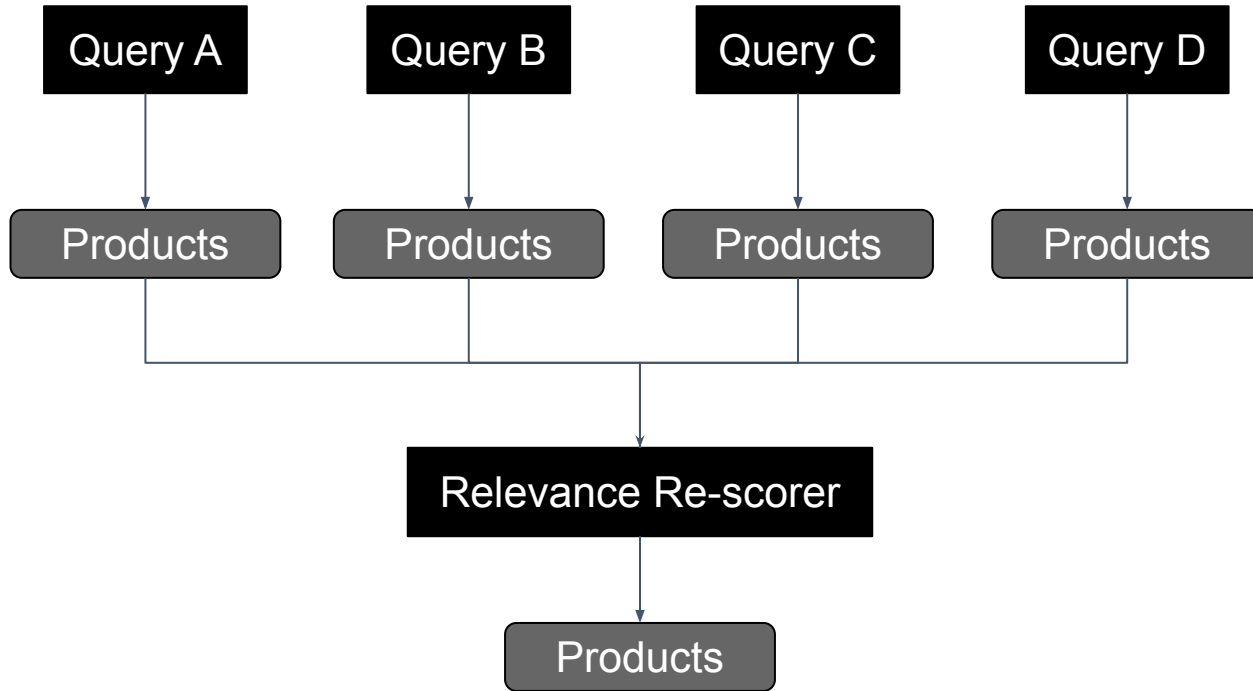 Query A
Query B
Query C
Query D
Products
Products
Products
Products
Relevance Re-scorer
Products